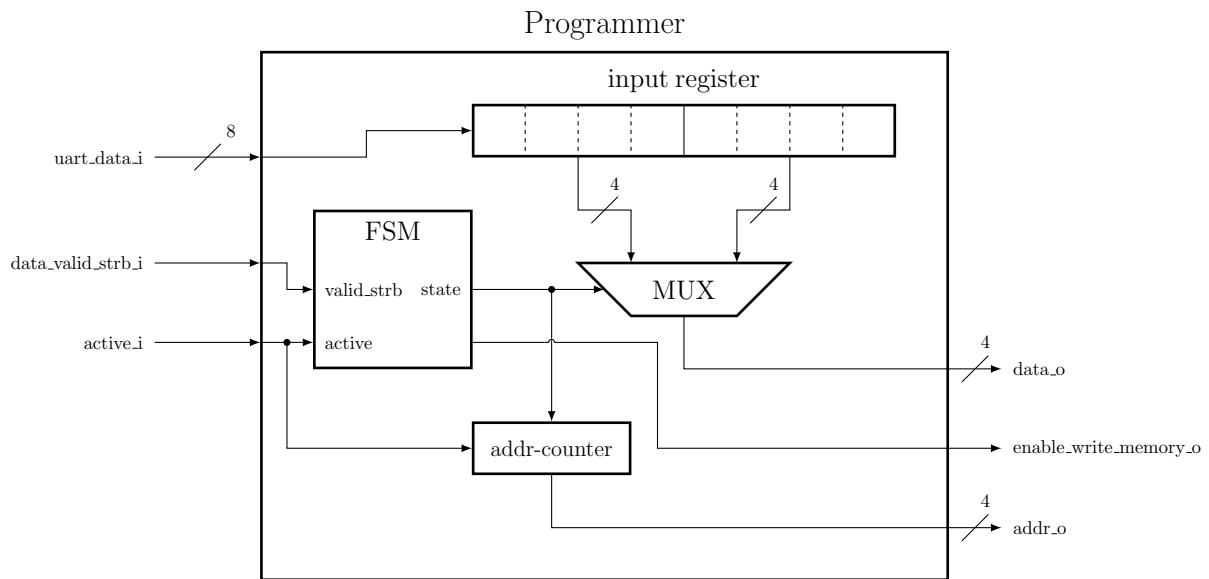 Programmer
input register
8
uart_data_i
4
4
FSM
data_valid_strb_i
valid_strb
state
MUX
active_i
active
4
data_o
addr-counter
enable_write_memory_o
4
addr_o